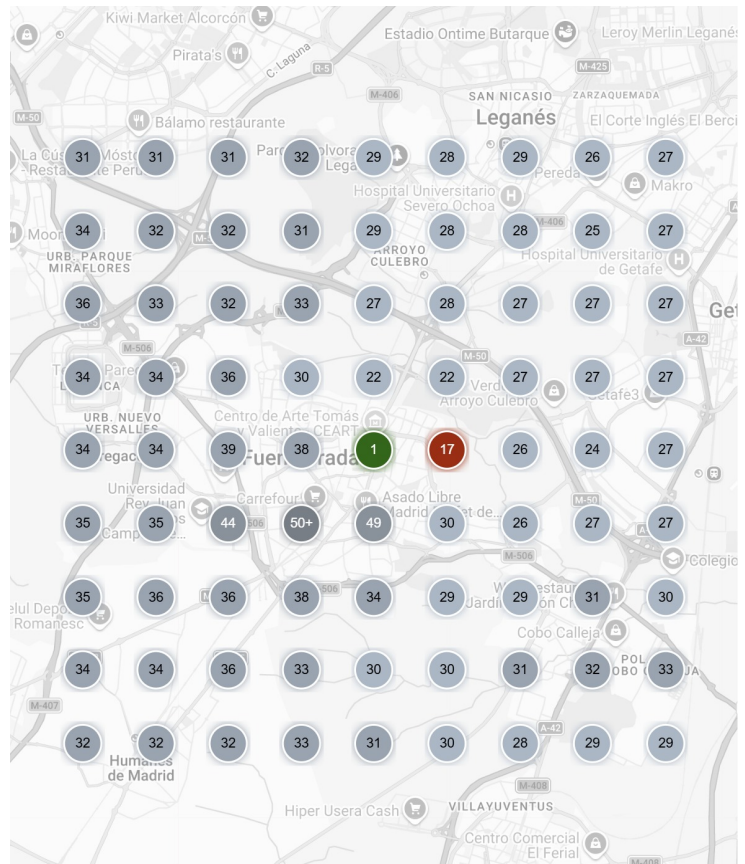 Kiwi Market Alcorcón
Estadio Ontime Butarque
Leroy Merlin Leganés
Pirata's
C. Laguna
R-5
M-425
M-406
SAN NICASIO
ZARZAQUEMADA
M-50
Leganés
Bálamo restaurante
El Corte Inglés El Berci
31 31 31 32 29 28 29 26 27
Pereda
Makro
Hospital Universitario
Severo Ochoa
M-406
34 32 32 31 29 28 28 25 27
URB. PARQUE
MIRAFLORES
ARROYO
CULEBRO
Hospital Universitario
de Getafe
36 33 32 33 27 28 27 27 27
M-506
A-42
M-50
34 34 36 30 22 22 27 27 27
Arroyo Culebro
URB. NUEVO
VERSALLES
Centro de Arte Tomás
y Valiente - CEART
34 34 39 38 1 17 26 24 27
Universidad
Carrefour
Asado Libre
M-50
35 35 44 50+ 49 30 26 27 27
M-506
Colegio
35 36 36 38 34 29 29 31 30
Romanesc
Cobo Calleja
34 34 36 33 30 30 31 32 33
M-407
A-42
32 32 32 33 31 30 28 29 29
Humanes
de Madrid
M-408
Hiper Usera Cash
VILLAYUVENTUS
Centro Comercial
El Ferial
M-408